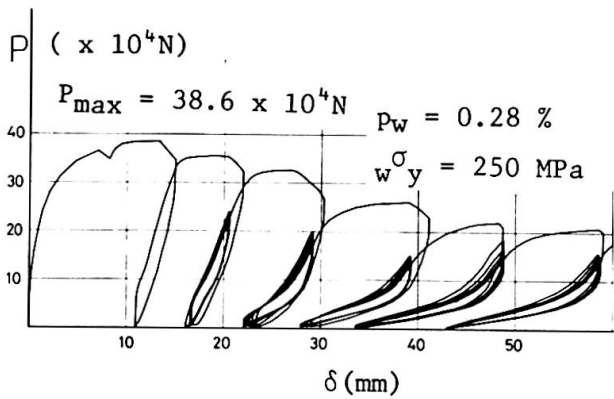 P ( x 10⁴N)
Pmax = 38.6 x 10⁴N
pw = 0.28 %
wσy = 250 MPa
40
30
20
10
10 20 30 40 50
δ(mm)